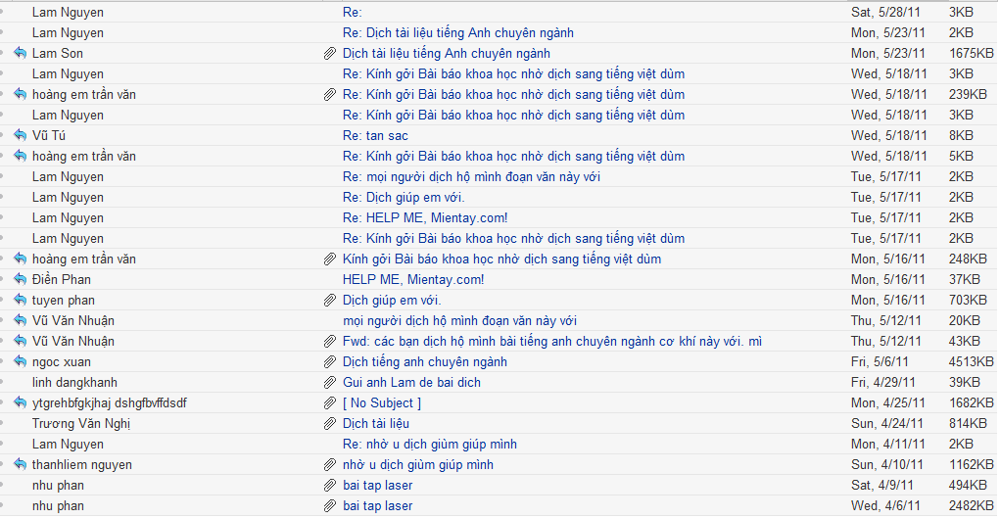 Lam Nguyen Re: Sat, 5/28/11 3KB
Lam Nguyen Re: Dịch tài liệu tiếng Anh chuyên ngành Mon, 5/23/11 2KB
Lam Son Dịch tài liệu tiếng Anh chuyên ngành Mon, 5/23/11 1675KB
Lam Nguyen Re: Kính gởi Bài báo khoa học nhờ dịch sang tiếng việt dùm Wed, 5/18/11 3KB
hoàng em trần văn Re: Kính gởi Bài báo khoa học nhờ dịch sang tiếng việt dùm Wed, 5/18/11 239KB
Lam Nguyen Re: Kính gởi Bài báo khoa học nhờ dịch sang tiếng việt dùm Wed, 5/18/11 3KB
Vũ Tú Re: tan sac Wed, 5/18/11 8KB
hoàng em trần văn Re: Kính gởi Bài báo khoa học nhờ dịch sang tiếng việt dùm Wed, 5/18/11 5KB
Lam Nguyen Re: mọi người dịch hộ mình đoạn văn này với Tue, 5/17/11 2KB
Lam Nguyen Re: Dịch giúp em với. Tue, 5/17/11 2KB
Lam Nguyen Re: HELP ME, Mientay.com! Tue, 5/17/11 2KB
Lam Nguyen Re: Kính gởi Bài báo khoa học nhờ dịch sang tiếng việt dùm Tue, 5/17/11 2KB
hoàng em trần văn Kính gởi Bài báo khoa học nhờ dịch sang tiếng việt dùm Mon, 5/16/11 248KB
Điền Phan HELP ME, Mientay.com! Mon, 5/16/11 37KB
tuyen phan Dịch giúp em với. Mon, 5/16/11 703KB
Vũ Văn Nhuận mọi người dịch hộ mình đoạn văn này với Thu, 5/12/11 20KB
Vũ Văn Nhuận Fwd: các bạn dịch hộ mình bài tiếng anh chuyên ngành cơ khí này với. mì Thu, 5/12/11 43KB
ngoc xuan Dịch tiếng anh chuyên ngành Fri, 5/6/11 4513KB
linh dangkhanh Gui anh Lam de bai dich Fri, 4/29/11 39KB
ytgrehbfgkjhaj dshgfbvffdsdf [ No Subject ] Mon, 4/25/11 1682KB
Trương Văn Nghị Dịch tài liệu Sun, 4/24/11 814KB
Lam Nguyen Re: nhờ u dịch giùm giúp mình Mon, 4/11/11 2KB
thanhliem nguyen nhờ u dịch giùm giúp mình Sun, 4/10/11 1162KB
nhu phan bai tap laser Sat, 4/9/11 494KB
nhu phan bai tap laser Wed, 4/6/11 2482KB